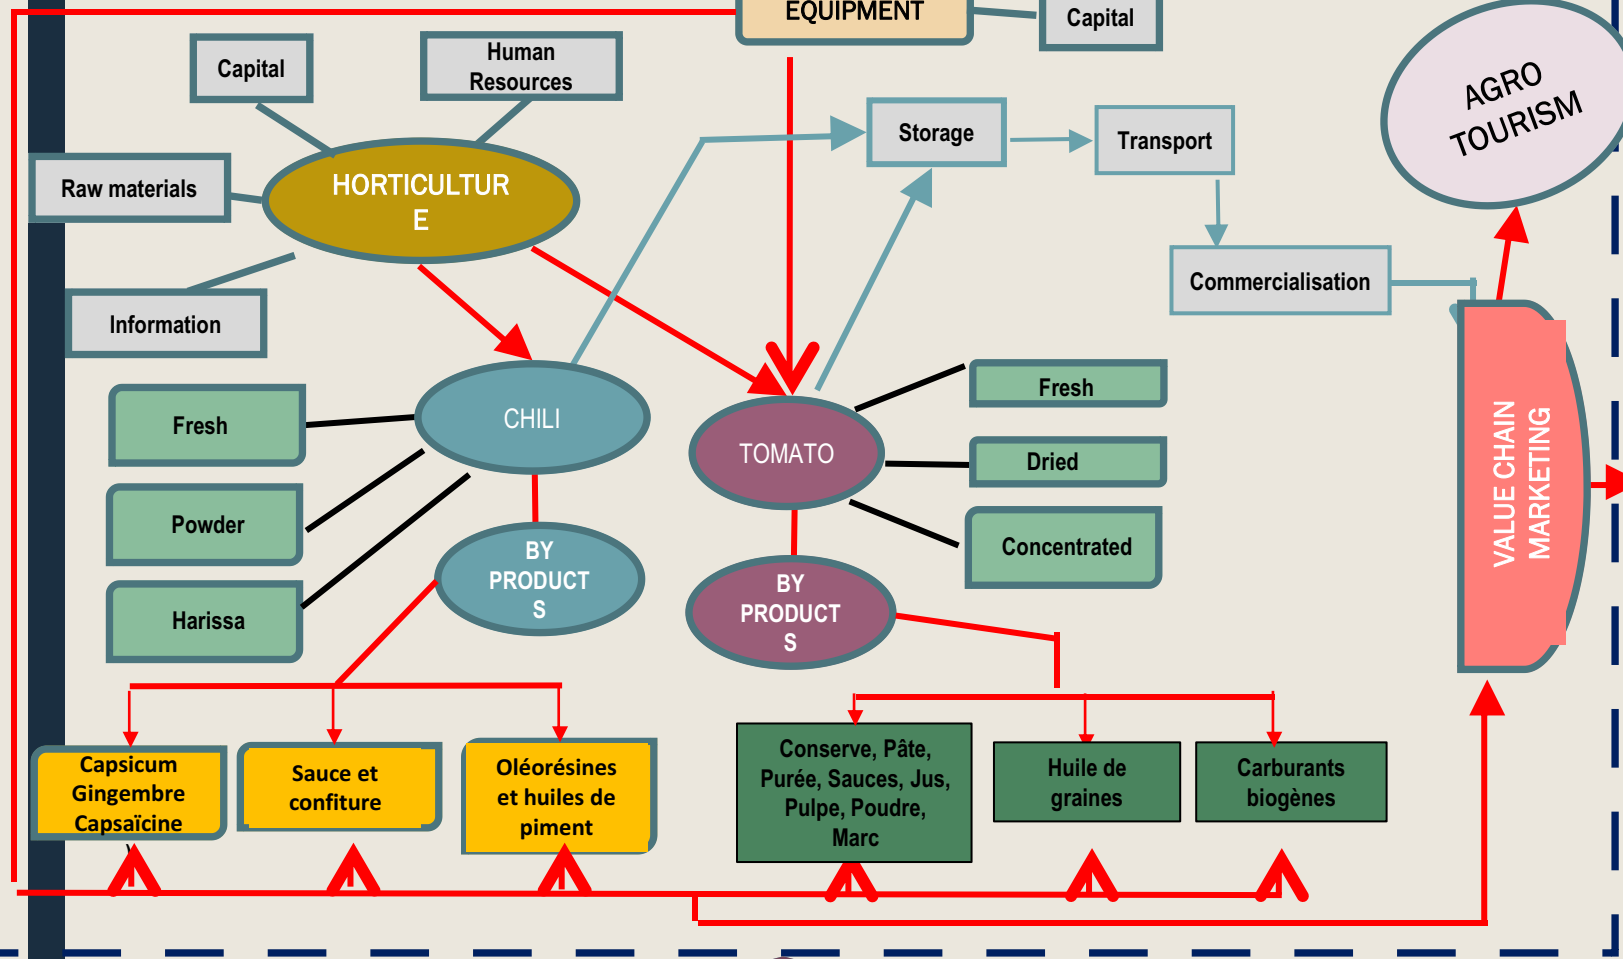 EQUIPMENT
Capital
Capital
Human
Resources
AGRO
TOURISM
Storage
Transport
Raw materials
HORTICULTUR
E
Commercialisation
Information
Fresh
CHILI
Powder
Harissa
BY
PRODUCT
S
TOMATO
Fresh
Dried
Concentrated
BY
PRODUCT
S
VALUE CHAIN
MARKETING
Capsicum
Gingembre
Capsaïcine
Sauce et
confiture
Oléorésines
et huiles de
piment
Conserve, Pâte,
Purée, Sauces, Jus,
Pulpe, Poudre,
Marc
Huile de
graines
Carburants
biogènes